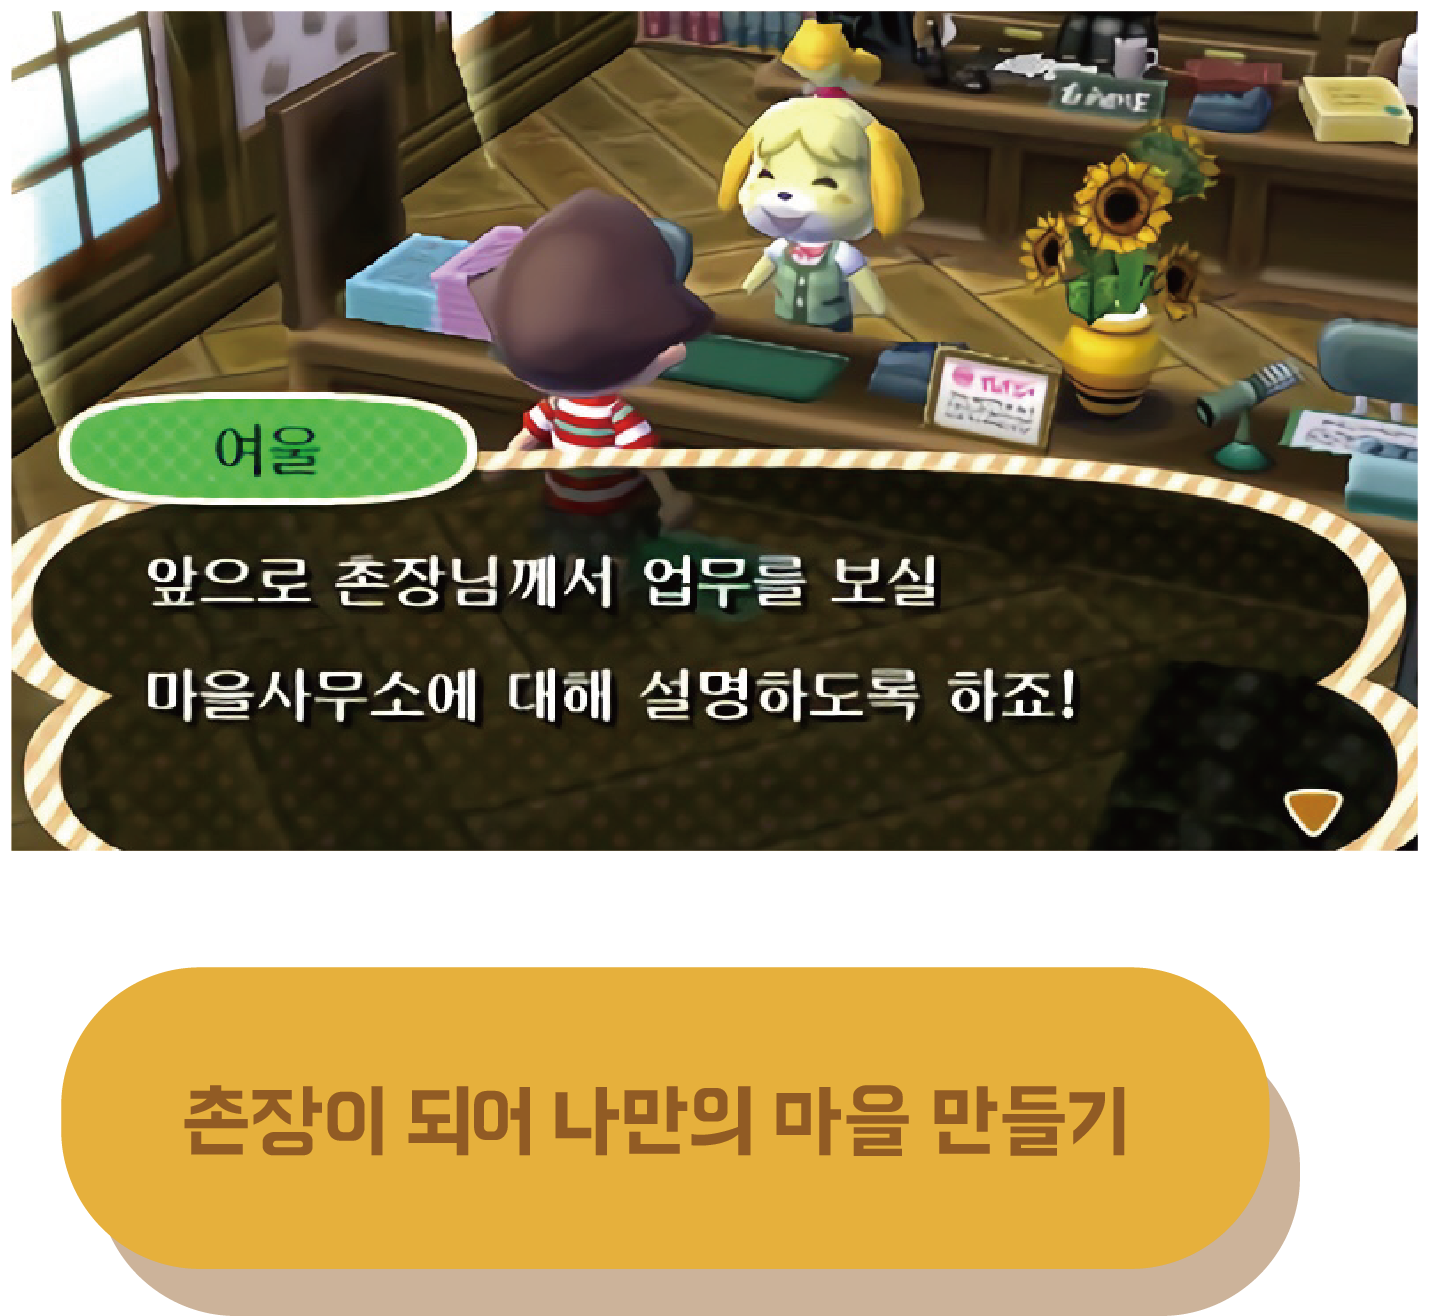 여울
앞으로 촌장님께서 업무를 보실
마을사무소에 대해 설명하도록 하죠!
촌장이 되어 나만의 마을 만들기